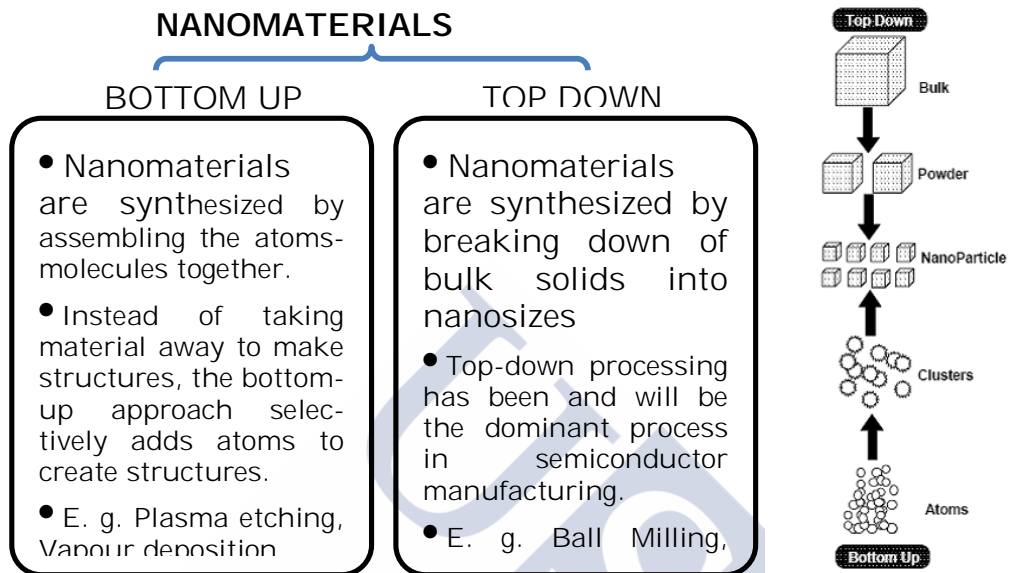 NANOMATERIALS
BOTTOM UP
• Nanomaterials
are synthesized by
assembling the atoms-
molecules together.
• Instead of taking
material away to make
structures, the bottom-
up approach selec-
tively adds atoms to
create structures.
• E. g. Plasma etching,
Vapour deposition
TOP DOWN
• Nanomaterials
are synthesized by
breaking down of
bulk solids into
nanosizes
• Top-down processing
has been and will be
the dominant process
in semiconductor
manufacturing.
• E. g. Ball Milling,
Top Down
Bulk
Powder
NanoParticle
Clusters
Atoms
Bottom Up